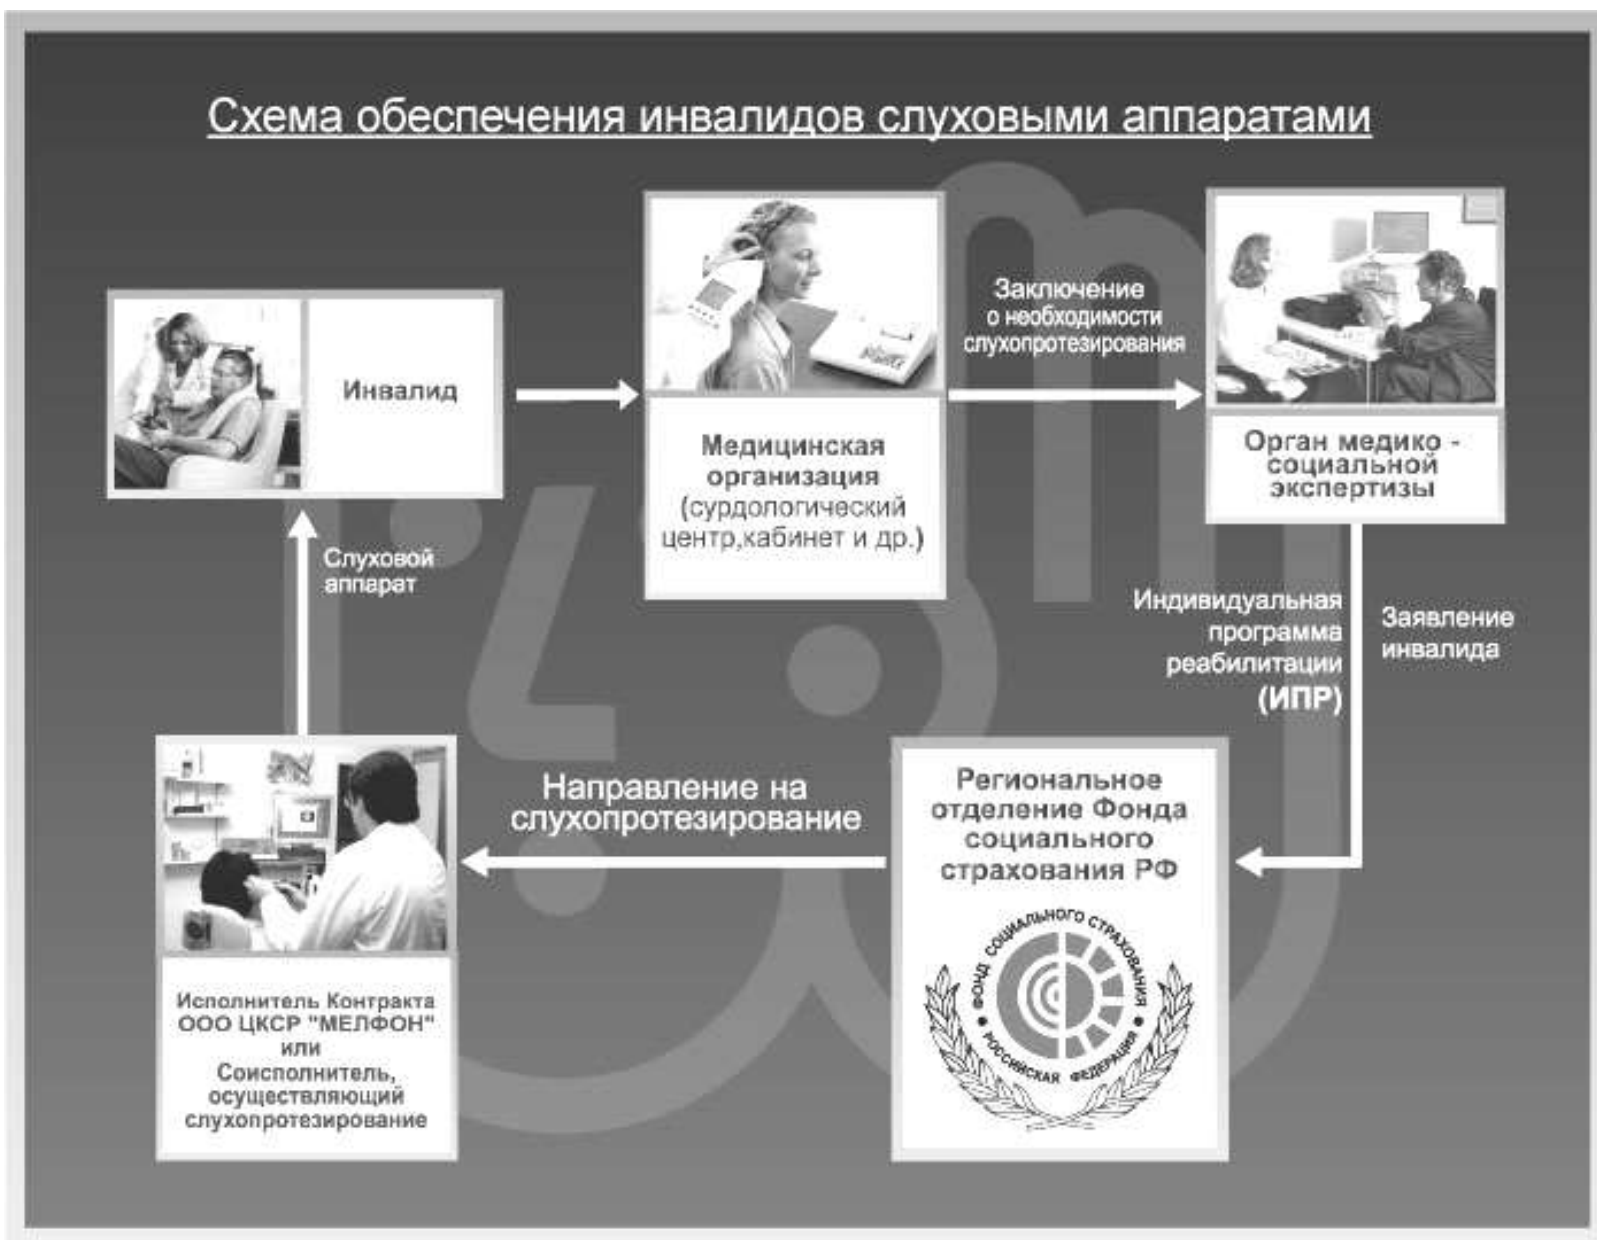 Схема обеспечения инвалидов слуховыми аппаратами
Инвалид
Медицинская
организация
(сурдологический
центр,кабинет и др.)
Заключение
о необходимости
слухопротезирования
Орган медико -
социальной
экспертизы
Индивидуальная
программа
реабилитации
(ИПР)
Заявление
инвалида
Региональное
отделение Фонда
социального
страхования РФ
ФОНД СОЦИАЛЬНОГО СТРАХОВАНИЯ
РОССИЙСКАЯ ФЕДЕРАЦИЯ
Направление на
слухопротезирование
Исполнитель Контракта
ООО ЦКСР "МЕЛФОН"
или
Соисполнитель,
осуществляющий
слухопротезирование
Слуховой
аппарат